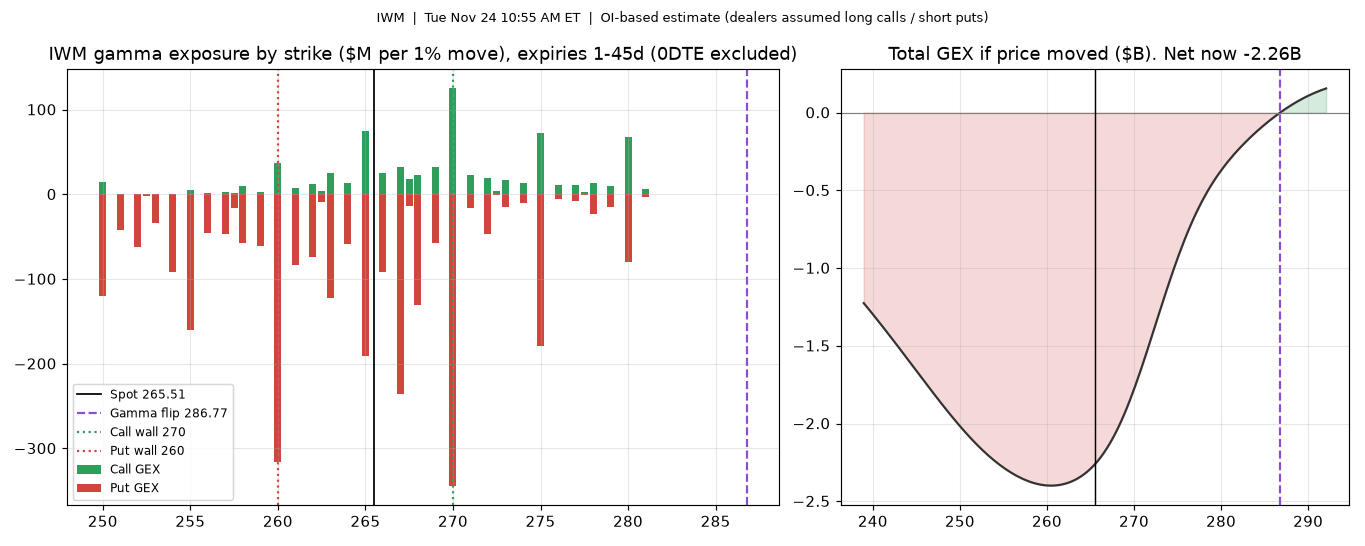 IWM | Tue Nov 24 10:55 AM ET | OI-based estimate (dealers assumed long calls / short puts)
IWM gamma exposure by strike ($M per 1% move), expiries 1-45d (0DTE excluded)
100
0
−100
−200
−300
250
255
260
265
270
275
280
285
Spot 265.51
Gamma flip 286.77
Call wall 270
Put wall 260
Call GEX
Put GEX
Total GEX if price moved ($B). Net now -2.26B
0.0
−0.5
−1.0
−1.5
−2.0
−2.5
240
250
260
270
280
290